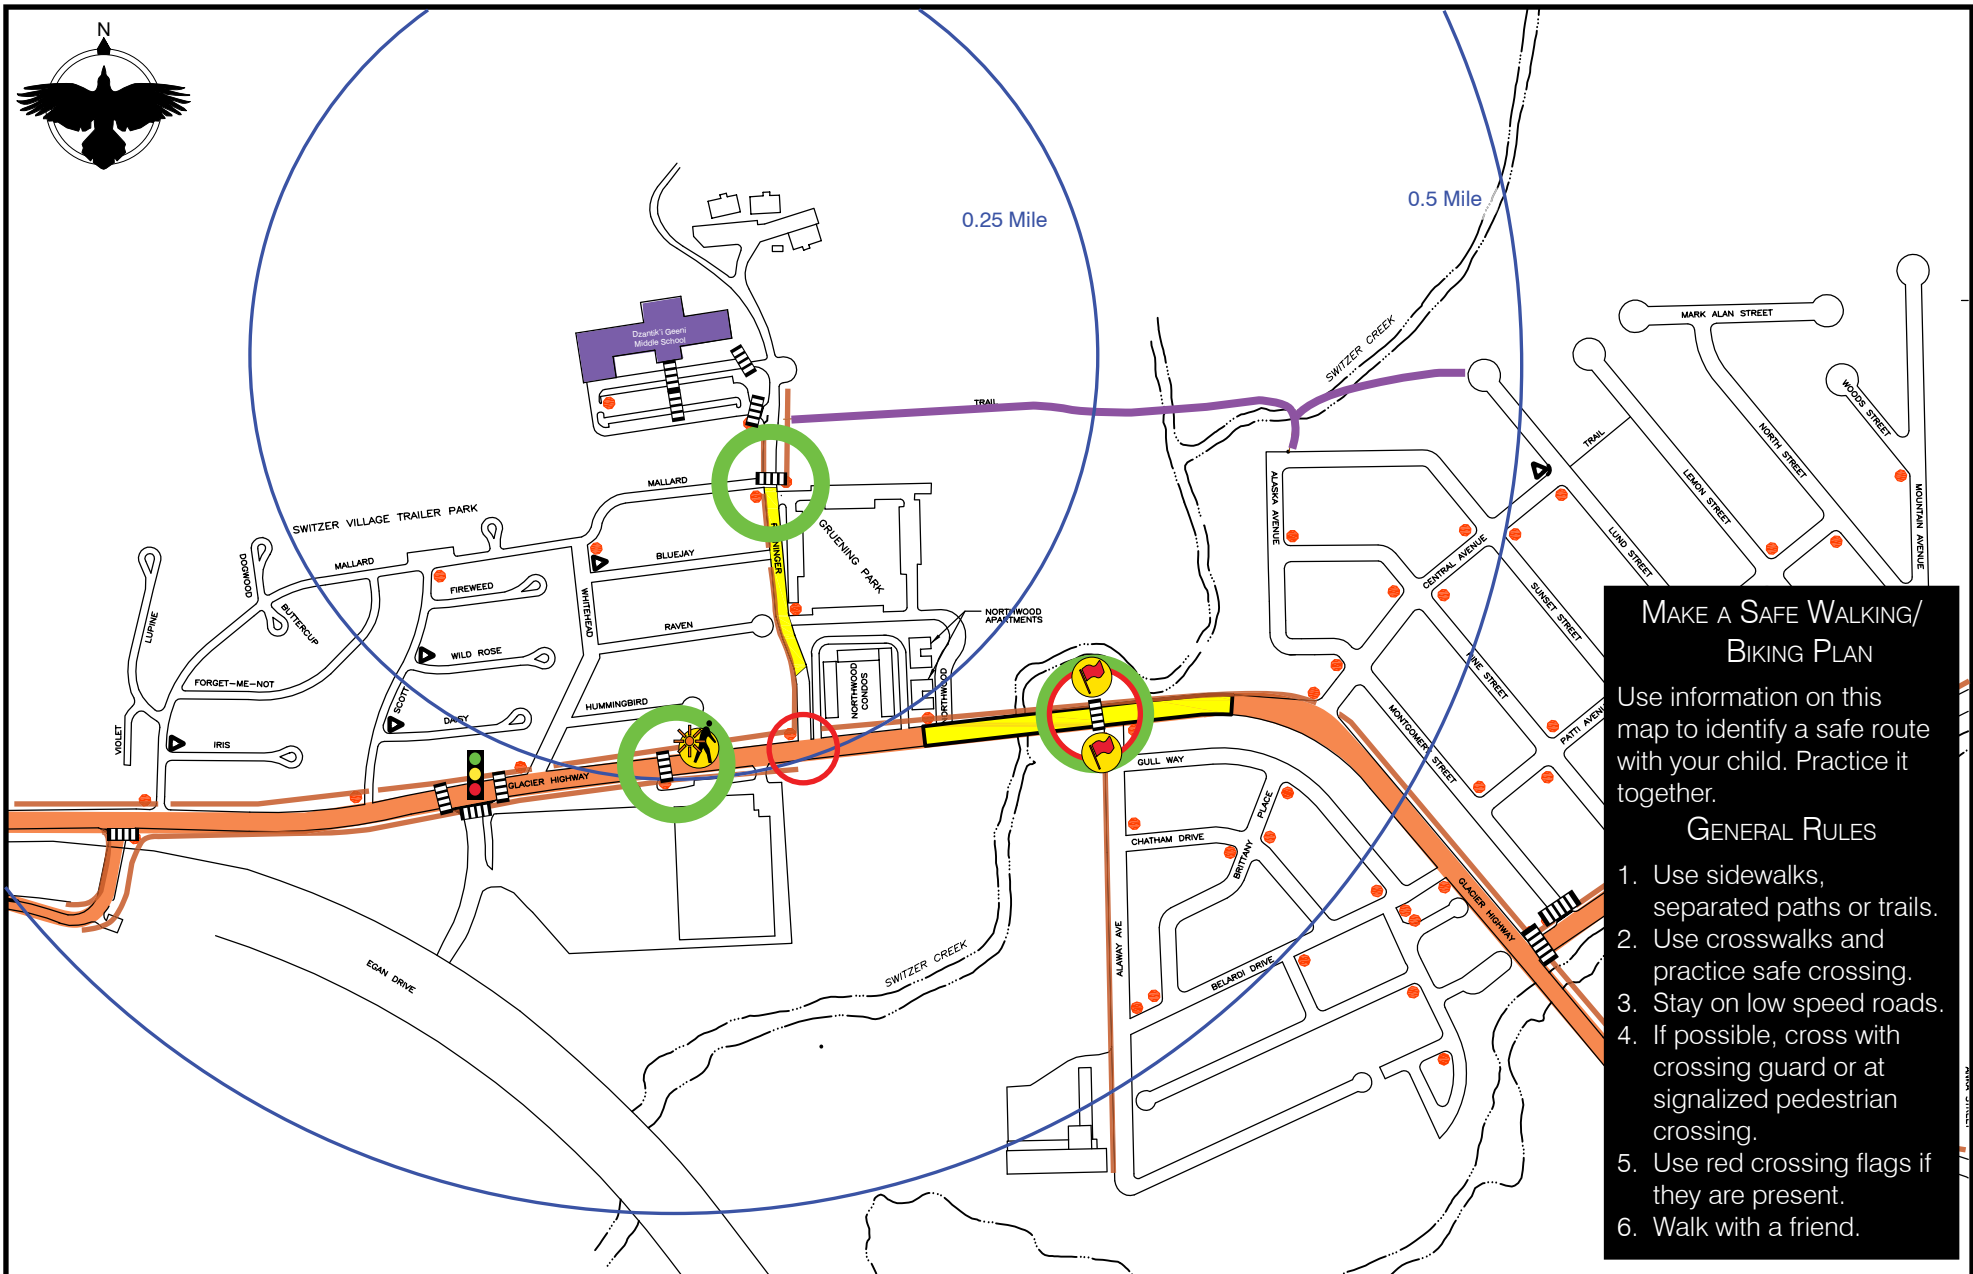 N
0.25 Mile
0.5 Mile
Dzantik'i Geeni
Middle School
SWITZER CREEK
MARK ALAN STREET
WOODS STREET
NORTH STREET
MOUNTAIN AVENUE
TRAIL
TRAIL
LEMON STREET
LUND STREET
ALASKA AVENUE
CENTRAL AVENUE
SUNSET STREET
PINE STREET
PATTI
MONTGOMERY STREET
MALLARD
SWITZER VILLAGE TRAILER PARK
GRUENING PARK
BLUEJAY
MALLARD
DOGWOOD
BUTTERCUP
FIREWEED
WHITEHEAD
RAVEN
NORTHWOOD
APARTMENTS
LUPINE
WILD ROSE
FORGET-ME-NOT
SCOTT
HUMMINGBIRD
NORTHWOOD
CONDOS
NORTHWOOD
VIOLET
IRIS
DAISY
GLACIER HIGHWAY
GULL WAY
CHATHAM DRIVE
BRITTANY
PLACE
GLACIER HIGHWAY
ALAWAY AVE
BELARDI DRIVE
SWITZER CREEK
EGAN DRIVE
MAKE A SAFE WALKING/
BIKING PLAN
Use information on this
map to identify a safe route
with your child. Practice it
together.
GENERAL RULES
1. Use sidewalks,
separated paths or trails.
2. Use crosswalks and
practice safe crossing.
3. Stay on low speed roads.
4. If possible, cross with
crossing guard or at
signalized pedestrian
crossing.
5. Use red crossing flags if
they are present.
6. Walk with a friend.